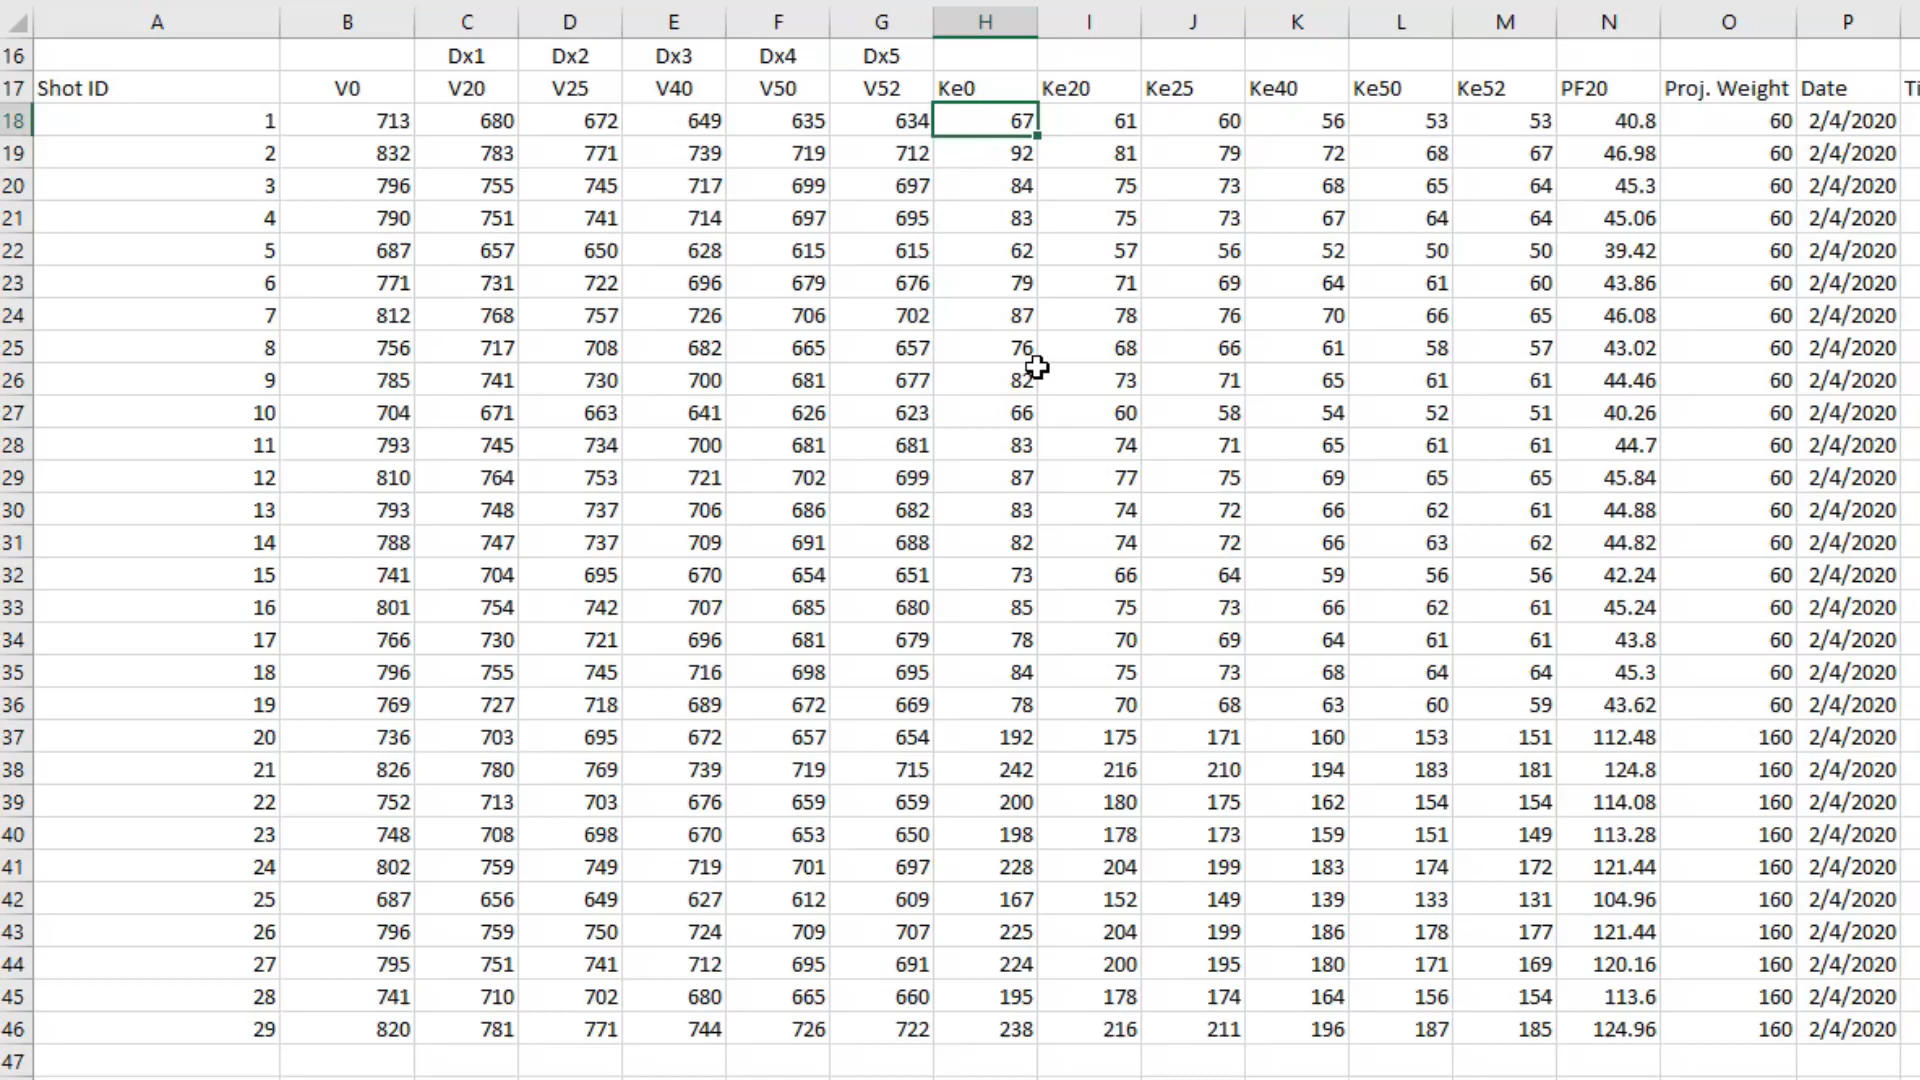 A B C D E F G H I J K L M N O P
16 Dx1 Dx2 Dx3 Dx4 Dx5
17 Shot ID V0 V20 V25 V40 V50 V52 Ke0 Ke20 Ke25 Ke40 Ke50 Ke52 PF20 Proj. Weight Date Ti
18 1 713 680 672 649 635 634 67 61 60 56 53 53 40.8 60 2/4/2020
19 2 832 783 771 739 719 712 92 81 79 72 68 67 46.98 60 2/4/2020
20 3 796 755 745 717 699 697 84 75 73 68 65 64 45.3 60 2/4/2020
21 4 790 751 741 714 697 695 83 75 73 67 64 64 45.06 60 2/4/2020
22 5 687 657 650 628 615 615 62 57 56 52 50 50 39.42 60 2/4/2020
23 6 771 731 722 696 679 676 79 71 69 64 61 60 43.86 60 2/4/2020
24 7 812 768 757 726 706 702 87 78 76 70 66 65 46.08 60 2/4/2020
25 8 756 717 708 682 665 657 76 68 66 61 58 57 43.02 60 2/4/2020
26 9 785 741 730 700 681 677 82 73 71 65 61 61 44.46 60 2/4/2020
27 10 704 671 663 641 626 623 66 60 58 54 52 51 40.26 60 2/4/2020
28 11 793 745 734 700 681 681 83 74 71 65 61 61 44.7 60 2/4/2020
29 12 810 764 753 721 702 699 87 77 75 69 65 65 45.84 60 2/4/2020
30 13 793 748 737 706 686 682 83 74 72 66 62 61 44.88 60 2/4/2020
31 14 788 747 737 709 691 688 82 74 72 66 63 62 44.82 60 2/4/2020
32 15 741 704 695 670 654 651 73 66 64 59 56 56 42.24 60 2/4/2020
33 16 801 754 742 707 685 680 85 75 73 66 62 61 45.24 60 2/4/2020
34 17 766 730 721 696 681 679 78 70 69 64 61 61 43.8 60 2/4/2020
35 18 796 755 745 716 698 695 84 75 73 68 64 64 45.3 60 2/4/2020
36 19 769 727 718 689 672 669 78 70 68 63 60 59 43.62 60 2/4/2020
37 20 736 703 695 672 657 654 192 175 171 160 153 151 112.48 160 2/4/2020
38 21 826 780 769 739 719 715 242 216 210 194 183 181 124.8 160 2/4/2020
39 22 752 713 703 676 659 659 200 180 175 162 154 154 114.08 160 2/4/2020
40 23 748 708 698 670 653 650 198 178 173 159 151 149 113.28 160 2/4/2020
41 24 802 759 749 719 701 697 228 204 199 183 174 172 121.44 160 2/4/2020
42 25 687 656 649 627 612 609 167 152 149 139 133 131 104.96 160 2/4/2020
43 26 796 759 750 724 709 707 225 204 199 186 178 177 121.44 160 2/4/2020
44 27 795 751 741 712 695 691 224 200 195 180 171 169 120.16 160 2/4/2020
45 28 741 710 702 680 665 660 195 178 174 164 156 154 113.6 160 2/4/2020
46 29 820 781 771 744 726 722 238 216 211 196 187 185 124.96 160 2/4/2020
47